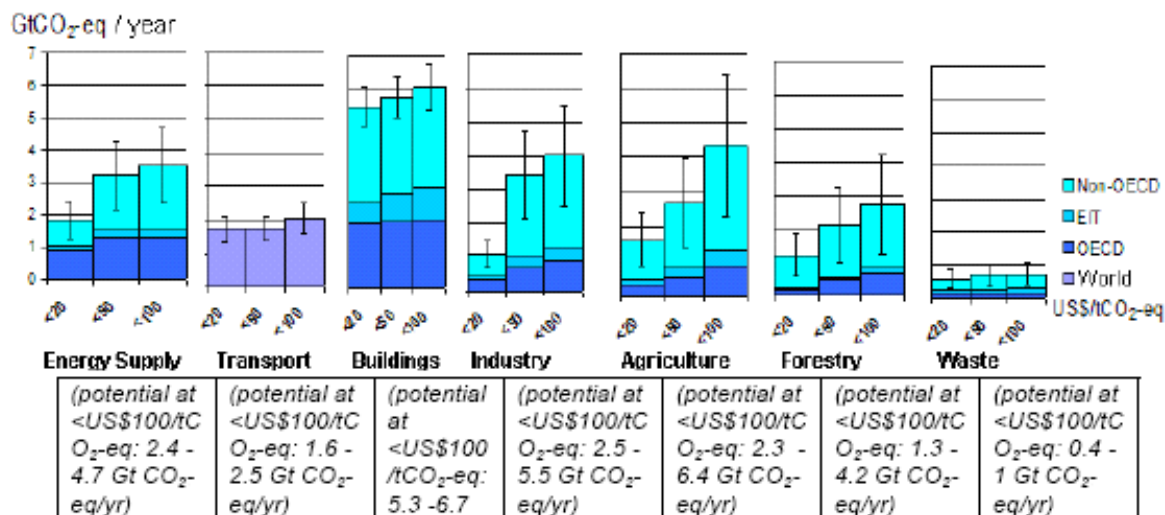 GtCO₂-eq / year
7
6
5
4
3
2
1
0
<20
<50
<100
<20
<50
<100
<20
<50
<100
<20
<50
<100
<20
<50
<100
<20
<50
<100
<20
<50
<100
Non-OECD
EIT
OECD
World
US$/tCO₂-eq
Energy Supply Transport Buildings Industry Agriculture Forestry Waste
(potential at
<US$100/tC
O₂-eq: 2.4 -
4.7 Gt CO₂-
eq/yr)
(potential at
<US$100/tC
O₂-eq: 1.6 -
2.5 Gt CO₂-
eq/yr)
(potential
at
<US$100
/tCO₂-eq:
5.3 -6.7
(potential at
<US$100/tC
O₂-eq: 2.5 -
5.5 Gt CO₂-
eq/yr)
(potential at
<US$100/tC
O₂-eq: 2.3 -
6.4 Gt CO₂-
eq/yr)
(potential at
<US$100/tC
O₂-eq: 1.3 -
4.2 Gt CO₂-
eq/yr)
(potential at
<US$100/tC
O₂-eq: 0.4 -
1 Gt CO₂-
eq/yr)